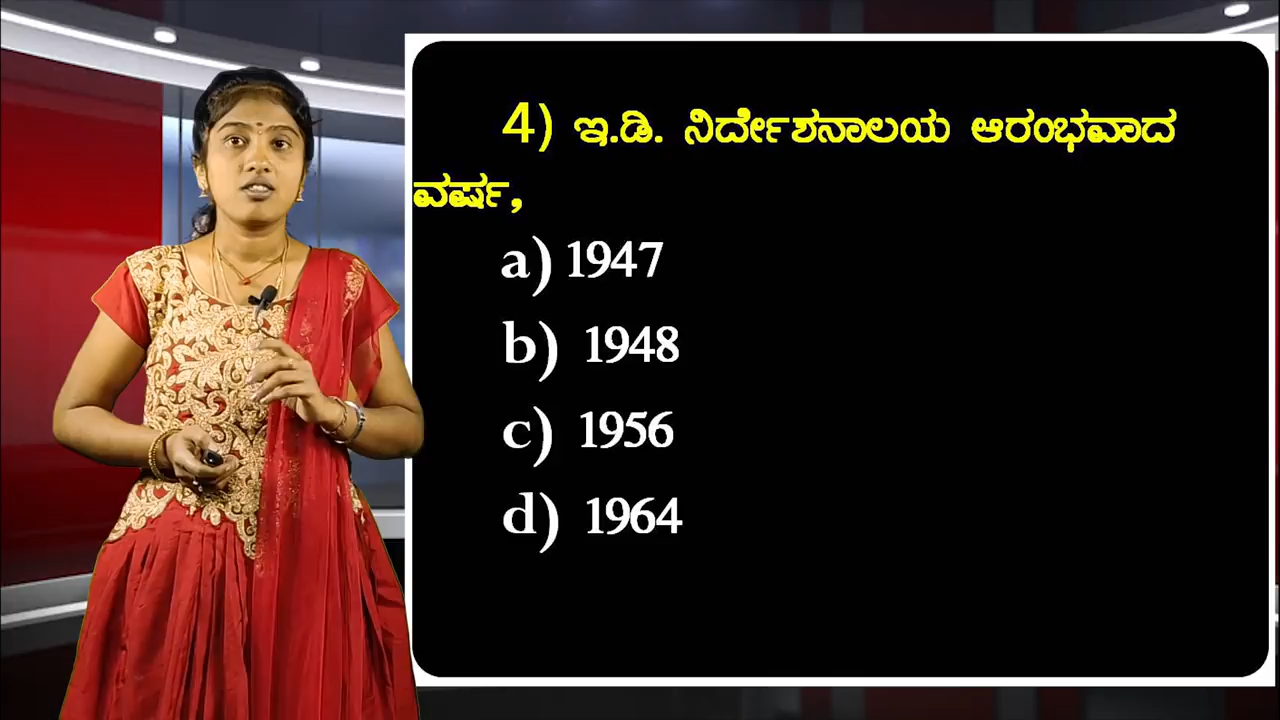 4) ಇ.ಡಿ. ನಿರ್ದೇಶನಾಲಯ ಆರಂಭವಾದ
ವರ್ಷ,
a) 1947
b) 1948
c) 1956
d) 1964